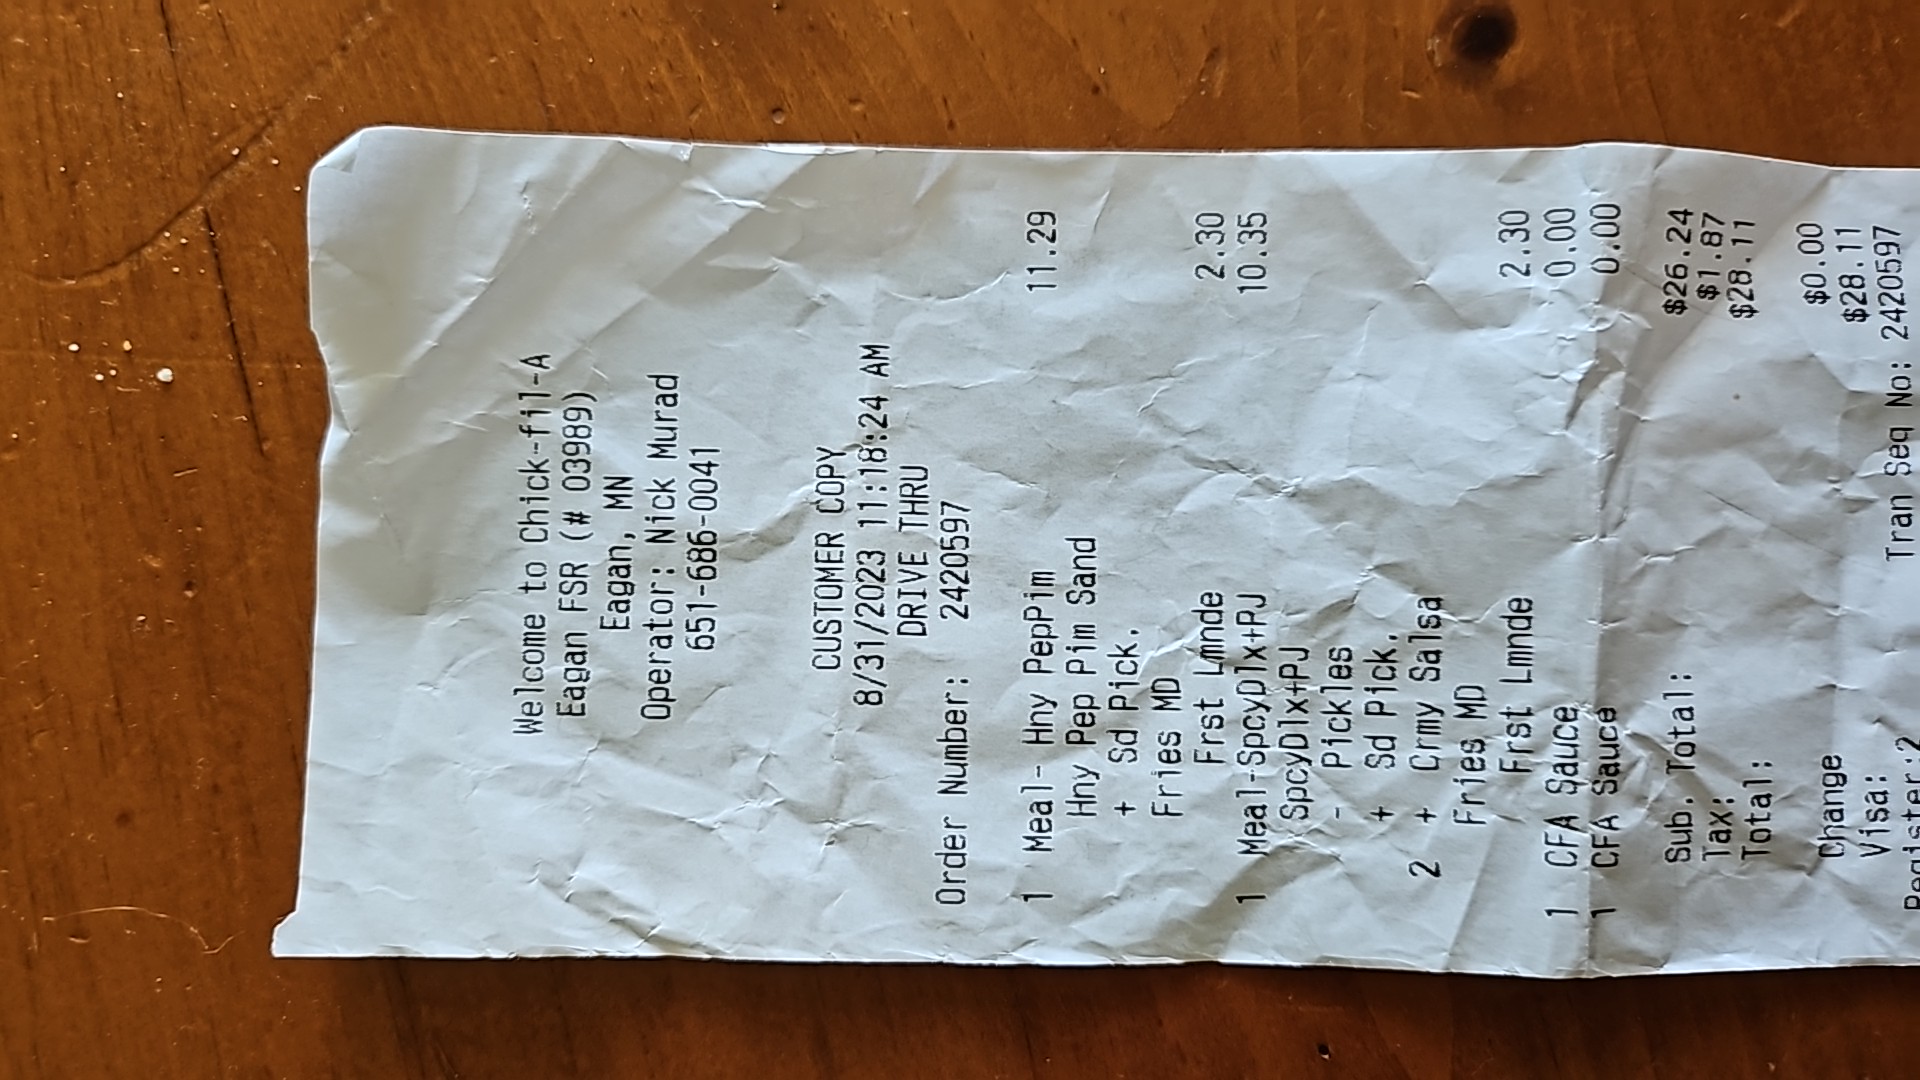 Welcome to Chick-fil-A
Eagan FSR (# 03989)
Eagan, MN
Operator: Nick Murad
651-686-0041
CUSTOMER COPY
8/31/2023 11:18:24 AM
DRIVE THRU
Order Number: 2420597
1 Meal- Hny PepPim 11.29
Hny Pep Pim Sand
+ Sd Pick.
Fries MD
Frst Lmnde 2.30
1 Meal-SpcyDlx+PJ 10.35
SpcyDlx+PJ
- Pickles
+ Sd Pick.
2 + Crmy Salsa
Fries MD
Frst Lmnde 2.30
1 CFA Sauce 0.00
1 CFA Sauce 0.00
Sub. Total: $26.24
Tax: $1.87
Total: $28.11
Change $0.00
Visa: $28.11
Register:2 Tran Seq No: 2420597